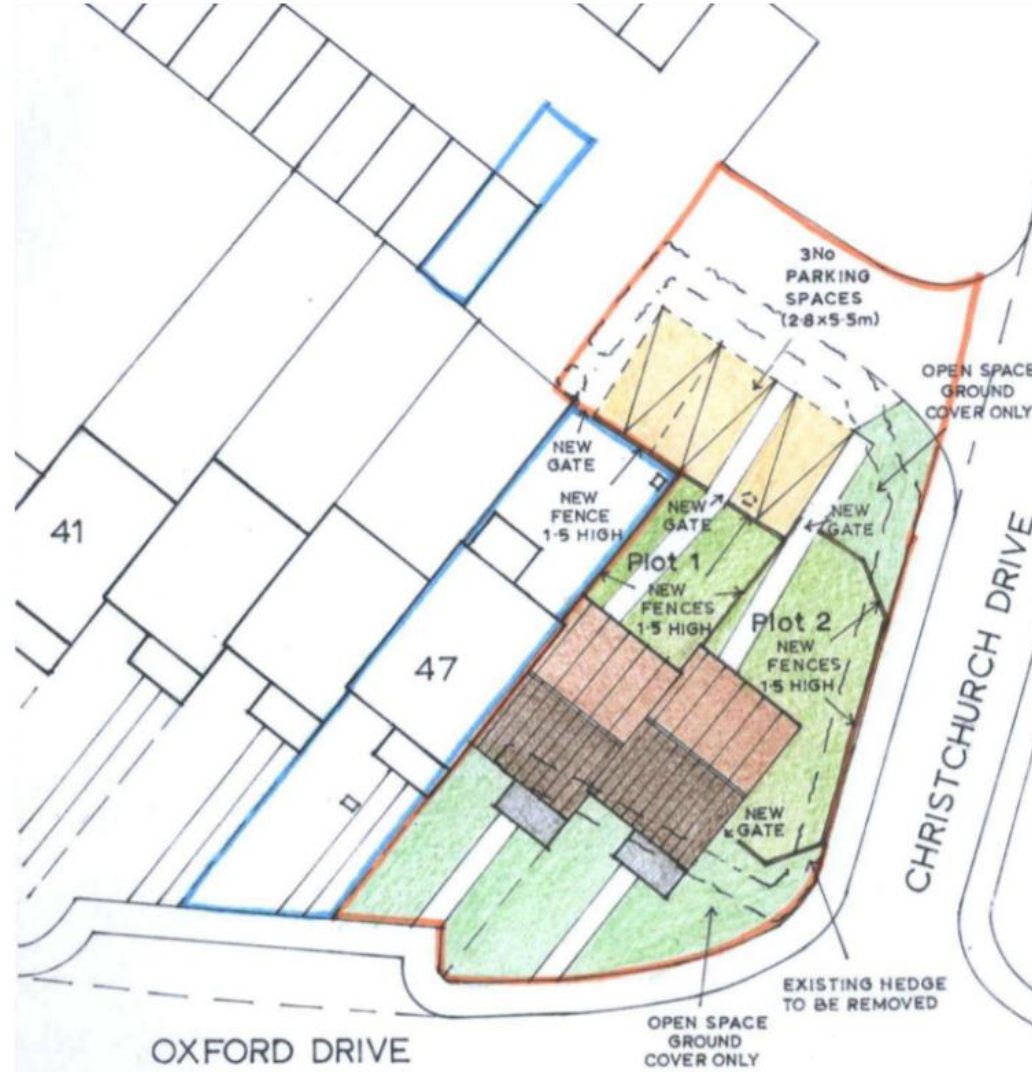 3No
PARKING
SPACES
(2·8×5·5m)
OPEN SPACE
GROUND
COVER ONLY
NEW
GATE
NEW
FENCE
1·5 HIGH
NEW
GATE
NEW
GATE
41
Plot 1
NEW
FENCES
1·5 HIGH
Plot 2
NEW
FENCES
1·5 HIGH
47
CHRISTCHURCH DRIVE
NEW
GATE
EXISTING HEDGE
TO BE REMOVED
OPEN SPACE
GROUND
COVER ONLY
OXFORD DRIVE